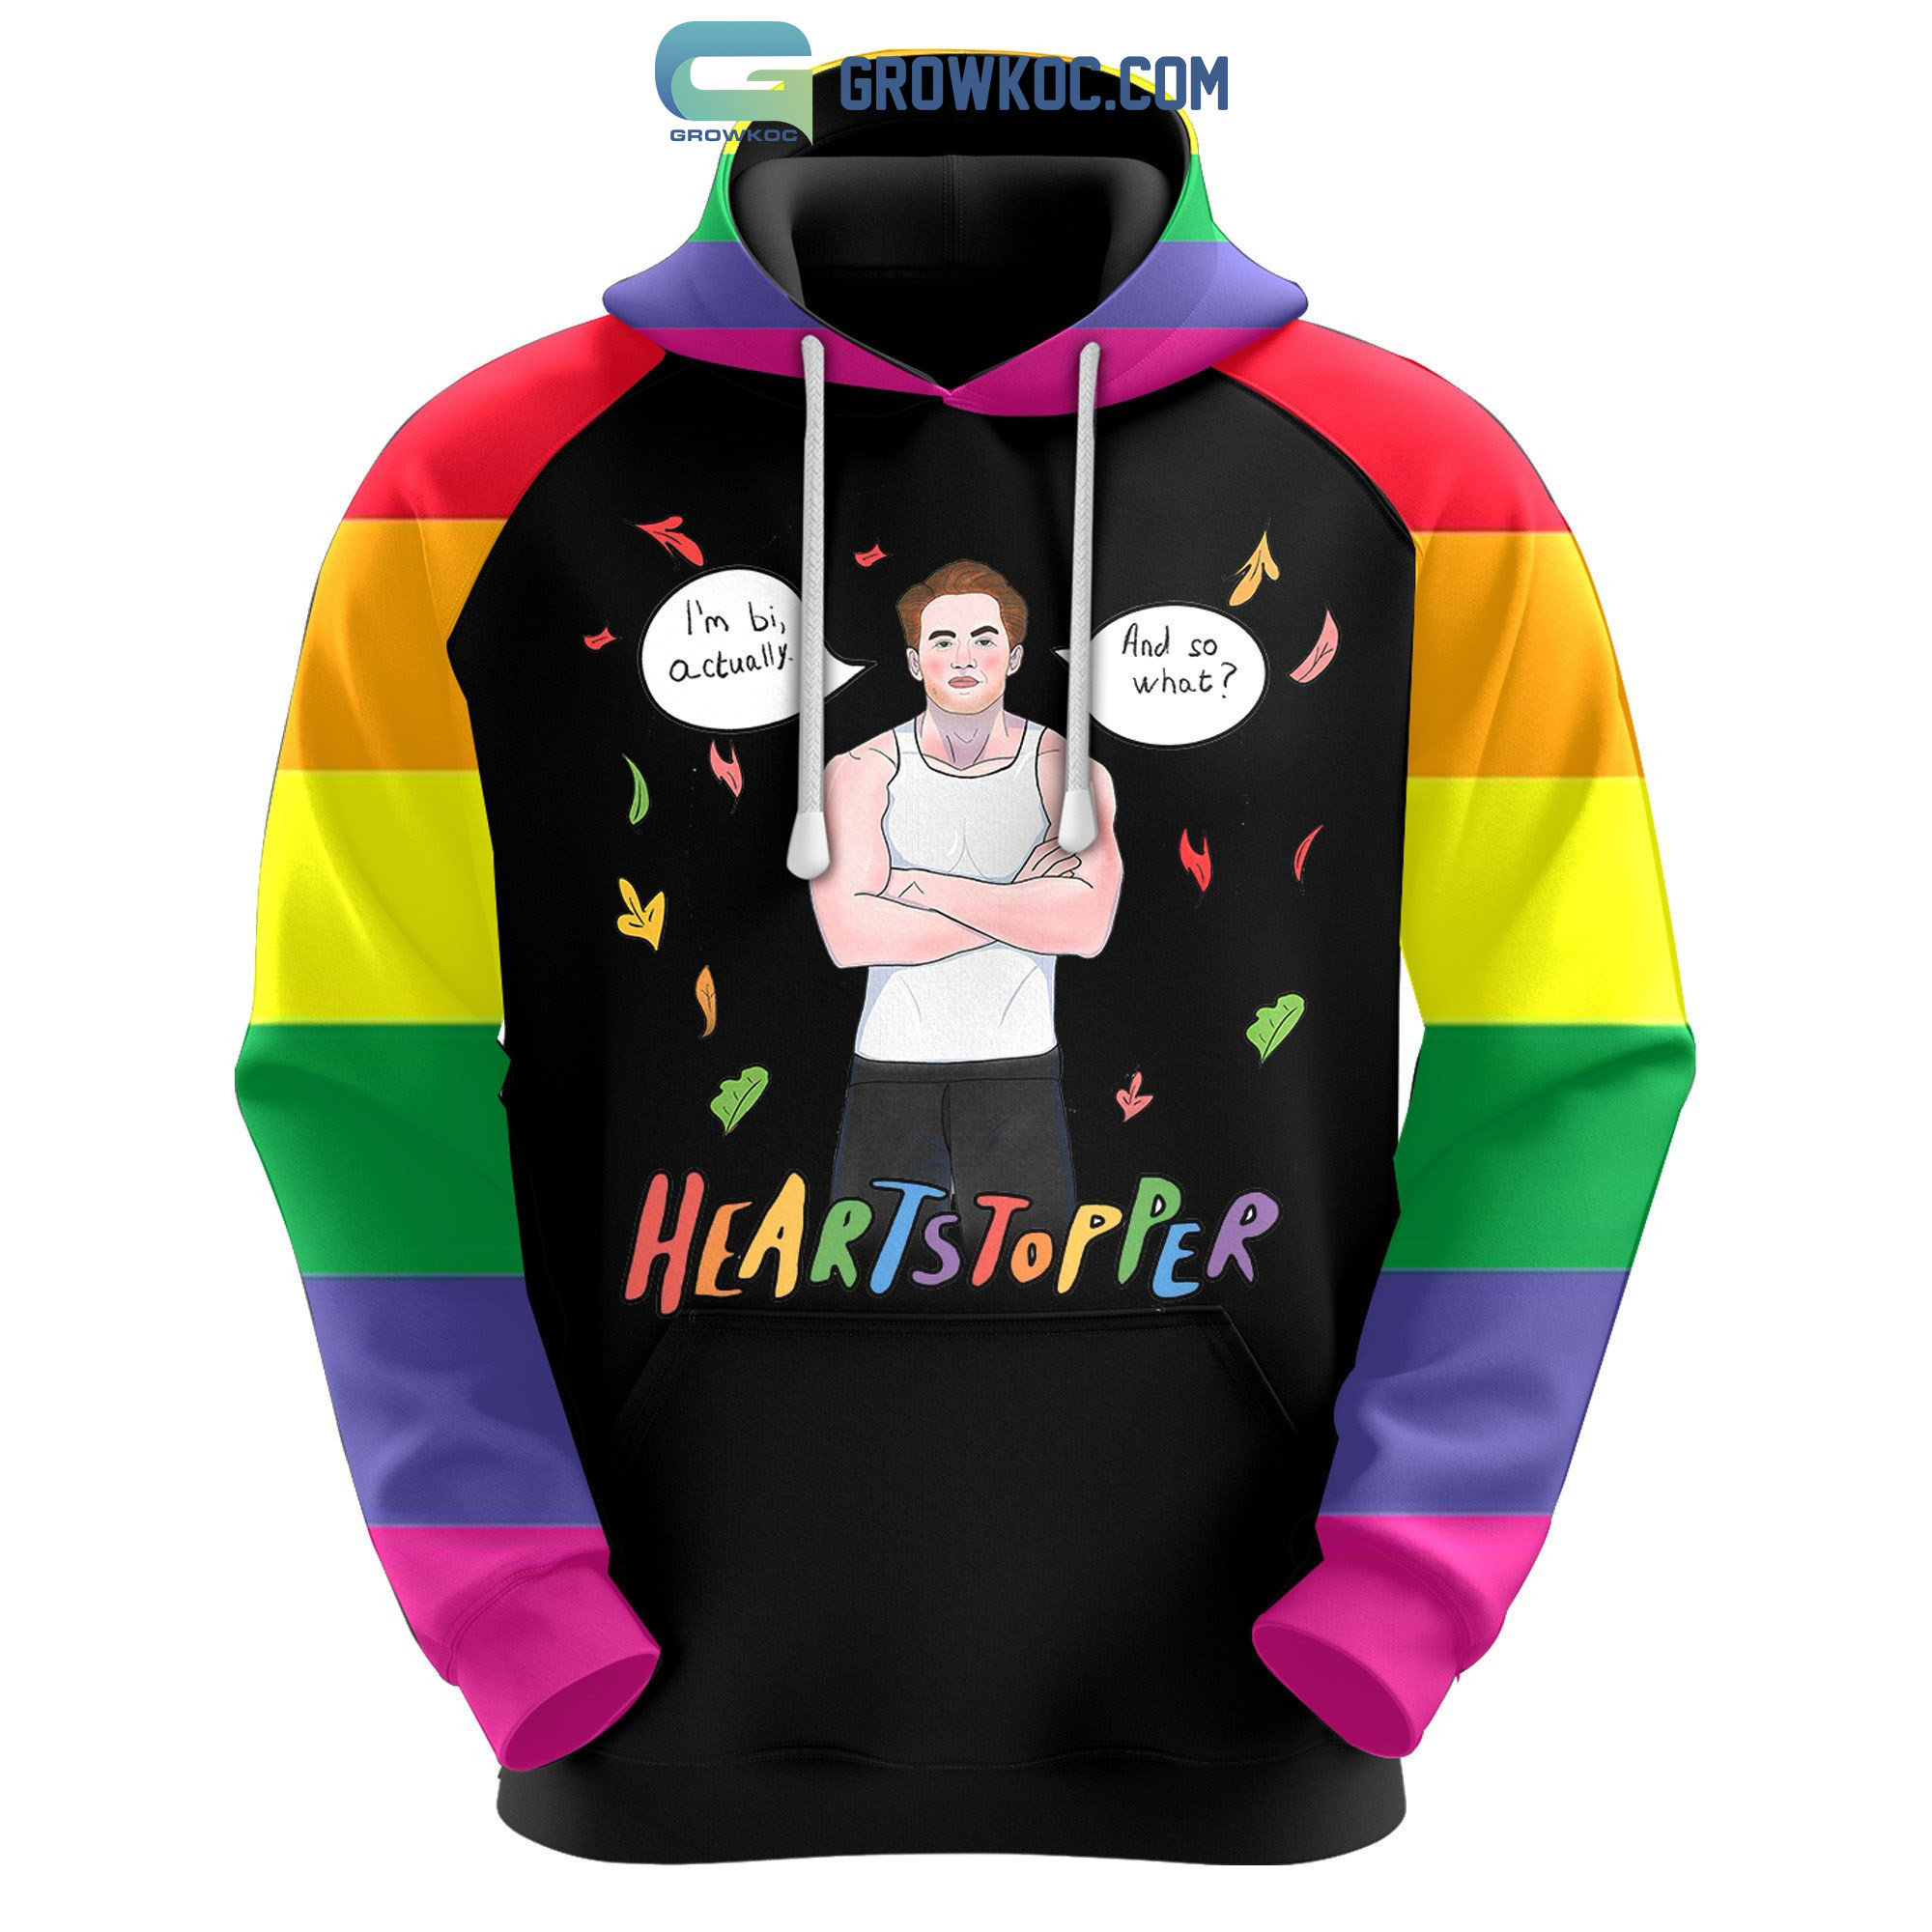 GROWKOC
GROWKOC.COM
I'm bi,
actually.
And so
what?
HEARTSTOPPER